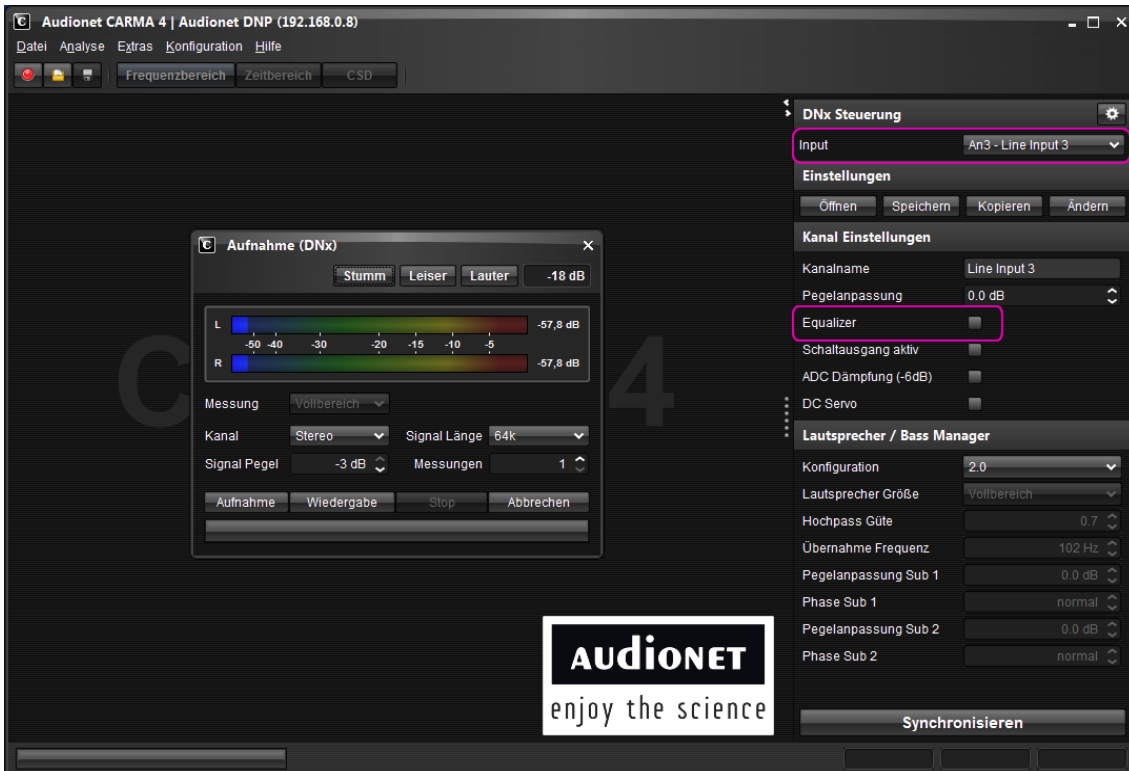 Audionet CARMA 4 | Audionet DNP (192.168.0.8)
Datei Analyse Extras Konfiguration Hilfe
Frequenzbereich Zeitbereich CSD
DNx Steuerung
Input An3 - Line Input 3
Einstellungen
Öffnen Speichern Kopieren Ändern
Kanal Einstellungen
Kanalname Line Input 3
Pegelanpassung 0.0 dB
Equalizer
Schaltausgang aktiv
ADC Dämpfung (-6dB)
DC Servo
Lautsprecher / Bass Manager
Konfiguration 2.0
Lautsprecher Größe Vollbereich
Hochpass Güte 0.7
Übernahme Frequenz 102 Hz
Pegelanpassung Sub 1 0.0 dB
Phase Sub 1 normal
Pegelanpassung Sub 2 0.0 dB
Phase Sub 2 normal
Synchronisieren
Aufnahme (DNx)
Stumm Leiser Lauter -18 dB
L -57,8 dB
-50 -40 -30 -20 -15 -10 -5
R -57,8 dB
C 4
Messung Vollbereich
Kanal Stereo Signal Länge 64k
Signal Pegel -3 dB Messungen 1
Aufnahme Wiedergabe Stop Abbrechen
AUdioNET
enjoy the science